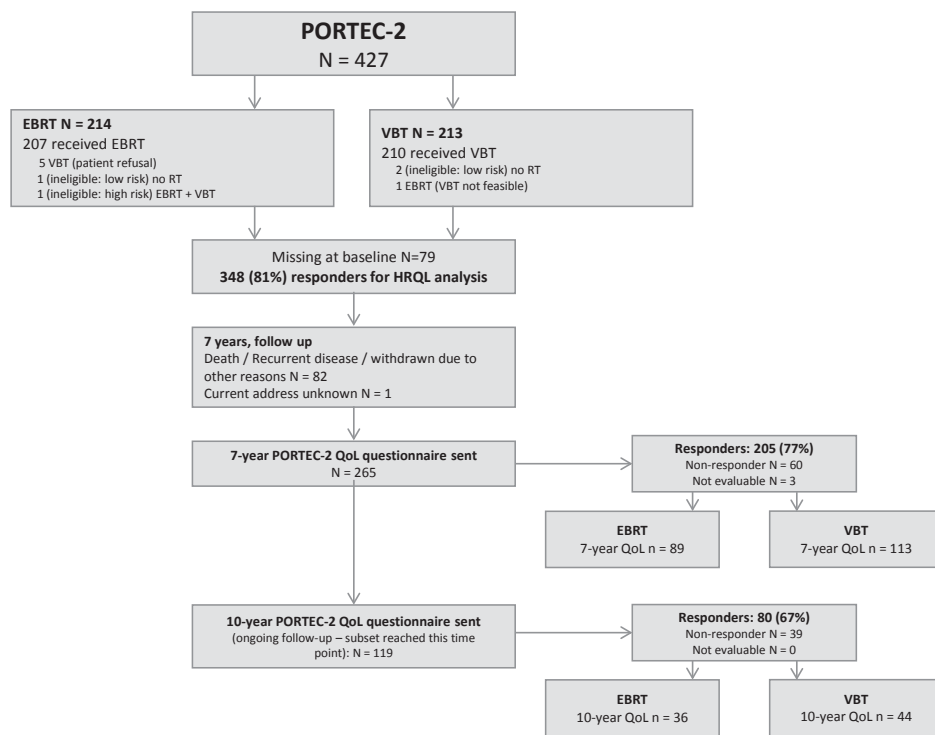 PORTEC-2
N = 427
EBRT N = 214
207 received EBRT
5 VBT (patient refusal)
1 (ineligible: low risk) no RT
1 (ineligible: high risk) EBRT + VBT
VBT N = 213
210 received VBT
2 (ineligible: low risk) no RT
1 EBRT (VBT not feasible)
Missing at baseline N=79
348 (81%) responders for HRQL analysis
7 years, follow up
Death / Recurrent disease / withdrawn due to
other reasons N = 82
Current address unknown N = 1
7-year PORTEC-2 QoL questionnaire sent
N = 265
Responders: 205 (77%)
Non-responder N = 60
Not evaluable N = 3
EBRT
7-year QoL n = 89
VBT
7-year QoL n = 113
10-year PORTEC-2 QoL questionnaire sent
(ongoing follow-up – subset reached this time
point): N = 119
Responders: 80 (67%)
Non-responder N = 39
Not evaluable N = 0
EBRT
10-year QoL n = 36
VBT
10-year QoL n = 44